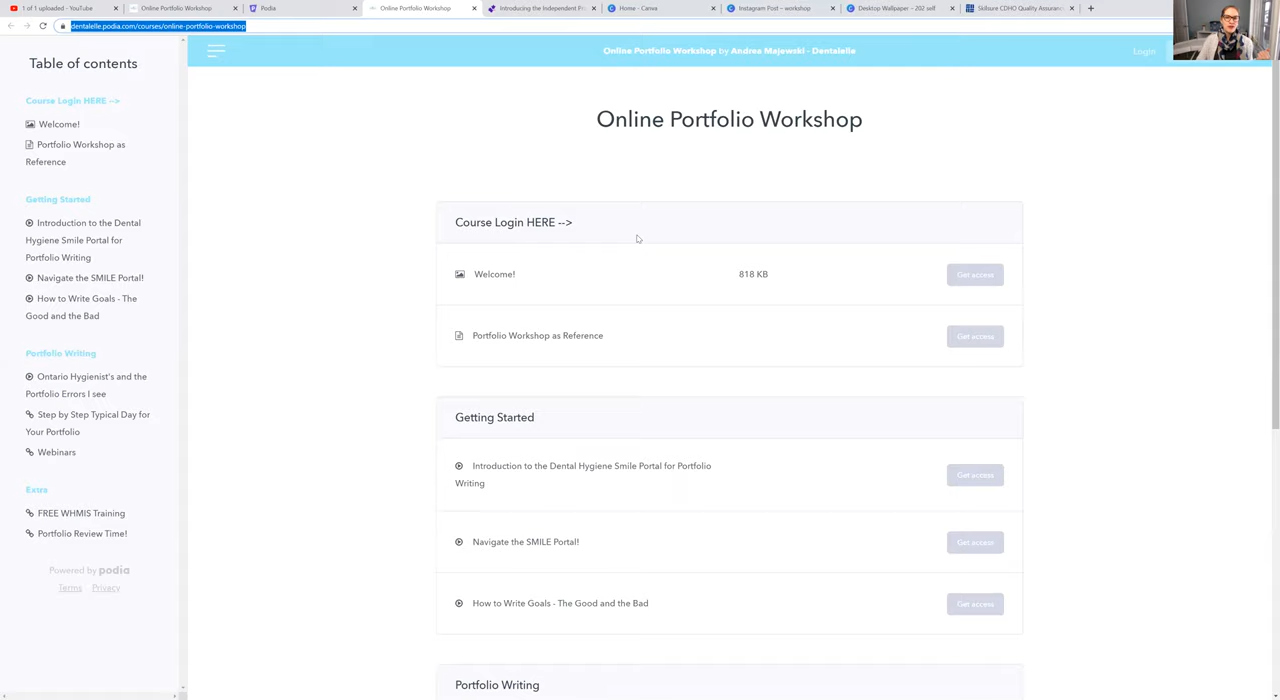 1 of 1 uploaded - YouTube
Online Portfolio Workshop
Podia
Online Portfolio Workshop
Introducing the Independent Fr
Home - Canva
Instagram Post – workshop
Desktop Wallpaper – 202 self
Skilsure CDHO Quality Assuranc
dentalelle.podia.com/courses/online-portfolio-workshop
Online Portfolio Workshop by Andrea Majewski - Dentalelle
Login
Table of contents
Course Login HERE -->
Welcome!
Portfolio Workshop as
Reference
Getting Started
Introduction to the Dental
Hygiene Smile Portal for
Portfolio Writing
Navigate the SMILE Portal!
How to Write Goals - The
Good and the Bad
Portfolio Writing
Ontario Hygienist's and the
Portfolio Errors I see
Step by Step Typical Day for
Your Portfolio
Webinars
Extra
FREE WHMIS Training
Portfolio Review Time!
Powered by podia
Terms
Privacy
Online Portfolio Workshop
Course Login HERE -->
Welcome!
818 KB
Get access
Portfolio Workshop as Reference
Get access
Getting Started
Introduction to the Dental Hygiene Smile Portal for Portfolio
Writing
Get access
Navigate the SMILE Portal!
Get access
How to Write Goals - The Good and the Bad
Get access
Portfolio Writing